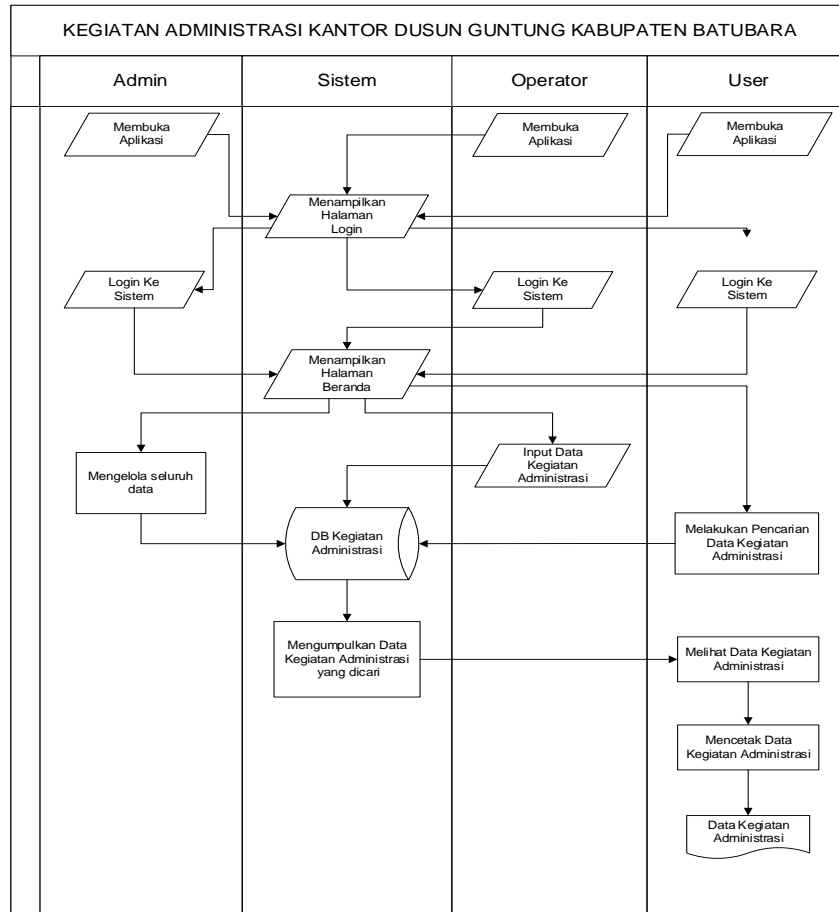 KEGIATAN ADMINISTRASI KANTOR DUSUN GUNTUNG KABUPATEN BATUBARA
Admin
Sistem
Operator
User
Membuka
Aplikasi
Membuka
Aplikasi
Membuka
Aplikasi
Menampilkan
Halaman
Login
Login Ke
Sistem
Login Ke
Sistem
Login Ke
Sistem
Menampilkan
Halaman
Beranda
Mengelola seluruh
data
Input Data
Kegiatan
Administrasi
DB Kegiatan
Administrasi
Melakukan Pencarian
Data Kegiatan
Administrasi
Mengumpulkan Data
Kegiatan Administrasi
yang dicari
Melihat Data Kegiatan
Administrasi
Mencetak Data
Kegiatan Administrasi
Data Kegiatan
Administrasi